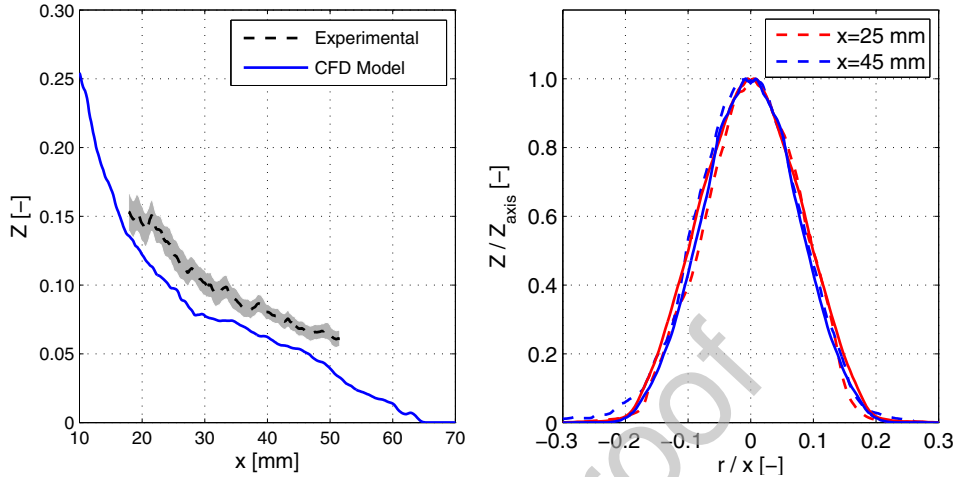 0.30
0.25
0.20
0.15
0.10
0.05
0
Z [−]
10 20 30 40 50 60 70
x [mm]
Experimental
CFD Model
1.0
0.8
0.6
0.4
0.2
0
Z / Zaxis [−]
−0.3 −0.2 −0.1 0 0.1 0.2 0.3
r / x [−]
x=25 mm
x=45 mm
roof